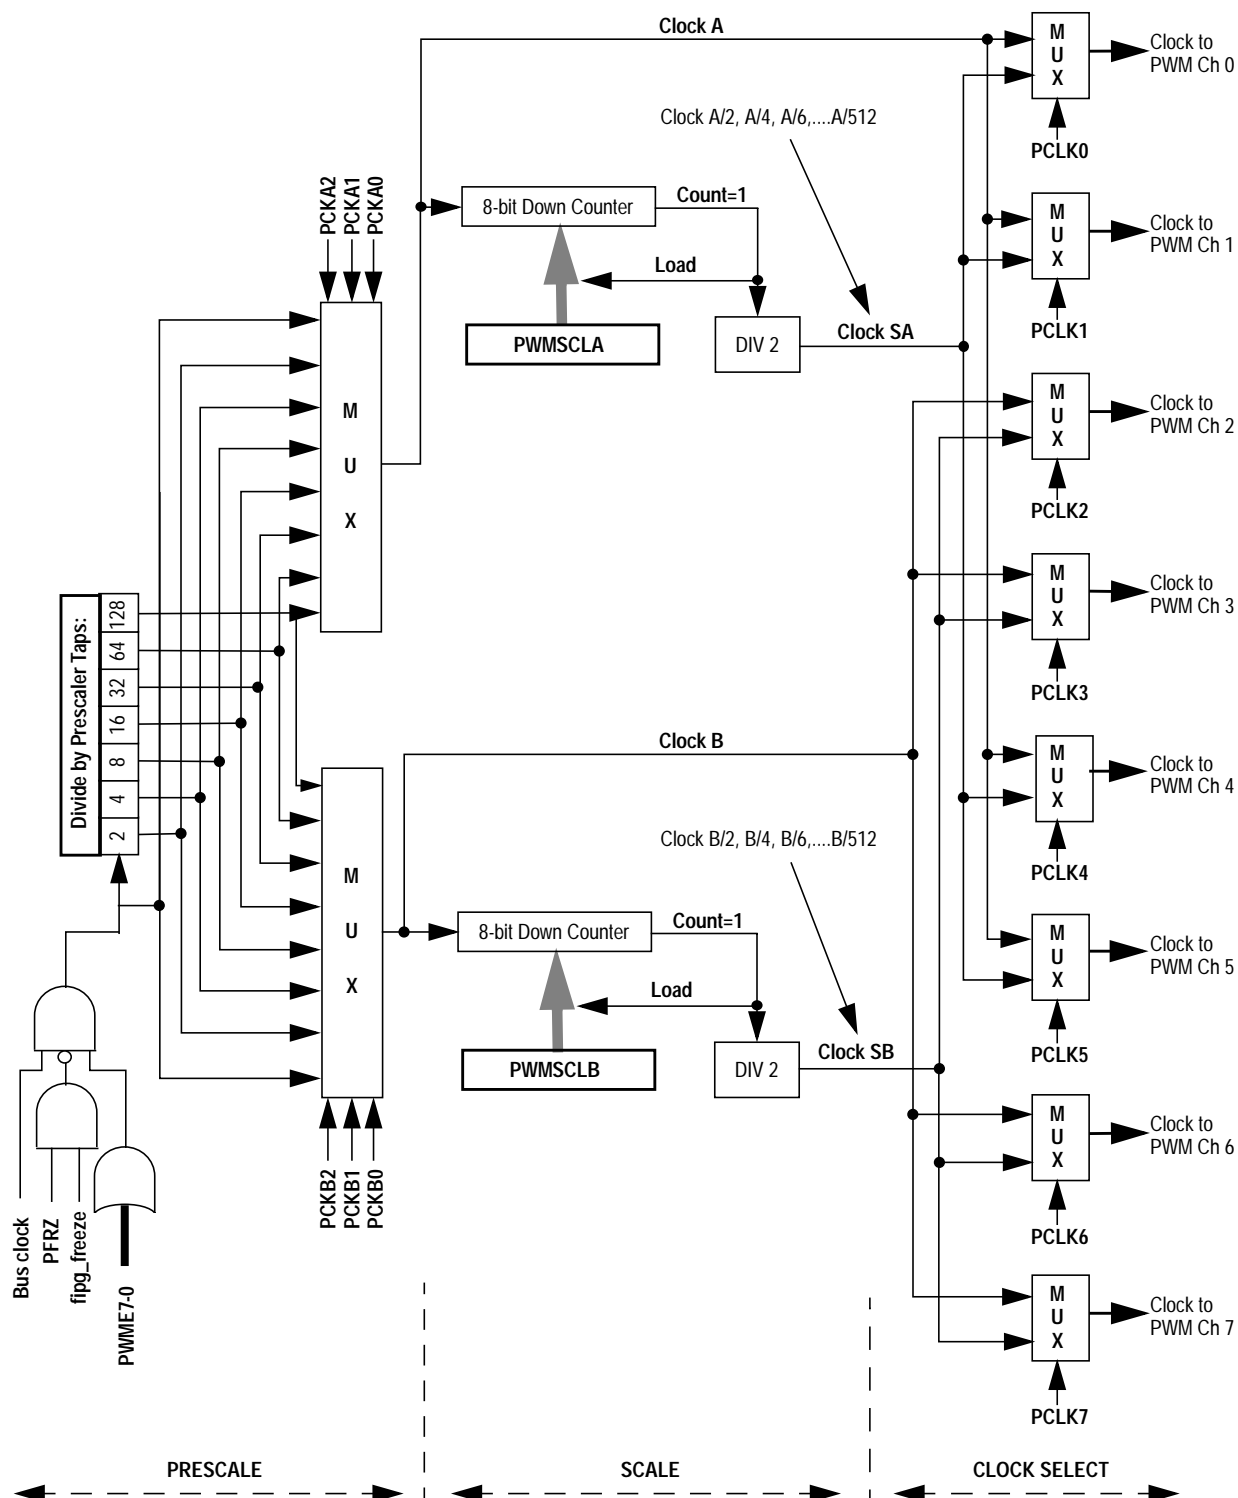 Clock A
M
U
X
Clock to
PWM Ch 0
PCLK0
Clock A/2, A/4, A/6,....A/512
PCKA2
PCKA1
PCKA0
8-bit Down Counter
Count=1
Load
PWMSCLA
DIV 2
Clock SA
M
U
X
Clock to
PWM Ch 1
PCLK1
M
U
X
M
U
X
Clock to
PWM Ch 2
PCLK2
M
U
X
Clock to
PWM Ch 3
PCLK3
Divide by Prescaler Taps:
128
64
32
16
8
4
2
Clock B
M
U
X
Clock to
PWM Ch 4
PCLK4
Clock B/2, B/4, B/6,....B/512
M
U
X
8-bit Down Counter
Count=1
Load
PWMSCLB
DIV 2
Clock SB
M
U
X
Clock to
PWM Ch 5
PCLK5
PCKB2
PCKB1
PCKB0
M
U
X
Clock to
PWM Ch 6
PCLK6
Bus clock
PFRZ
fipg_freeze
PWME7-0
M
U
X
Clock to
PWM Ch 7
PCLK7
PRESCALE
SCALE
CLOCK SELECT